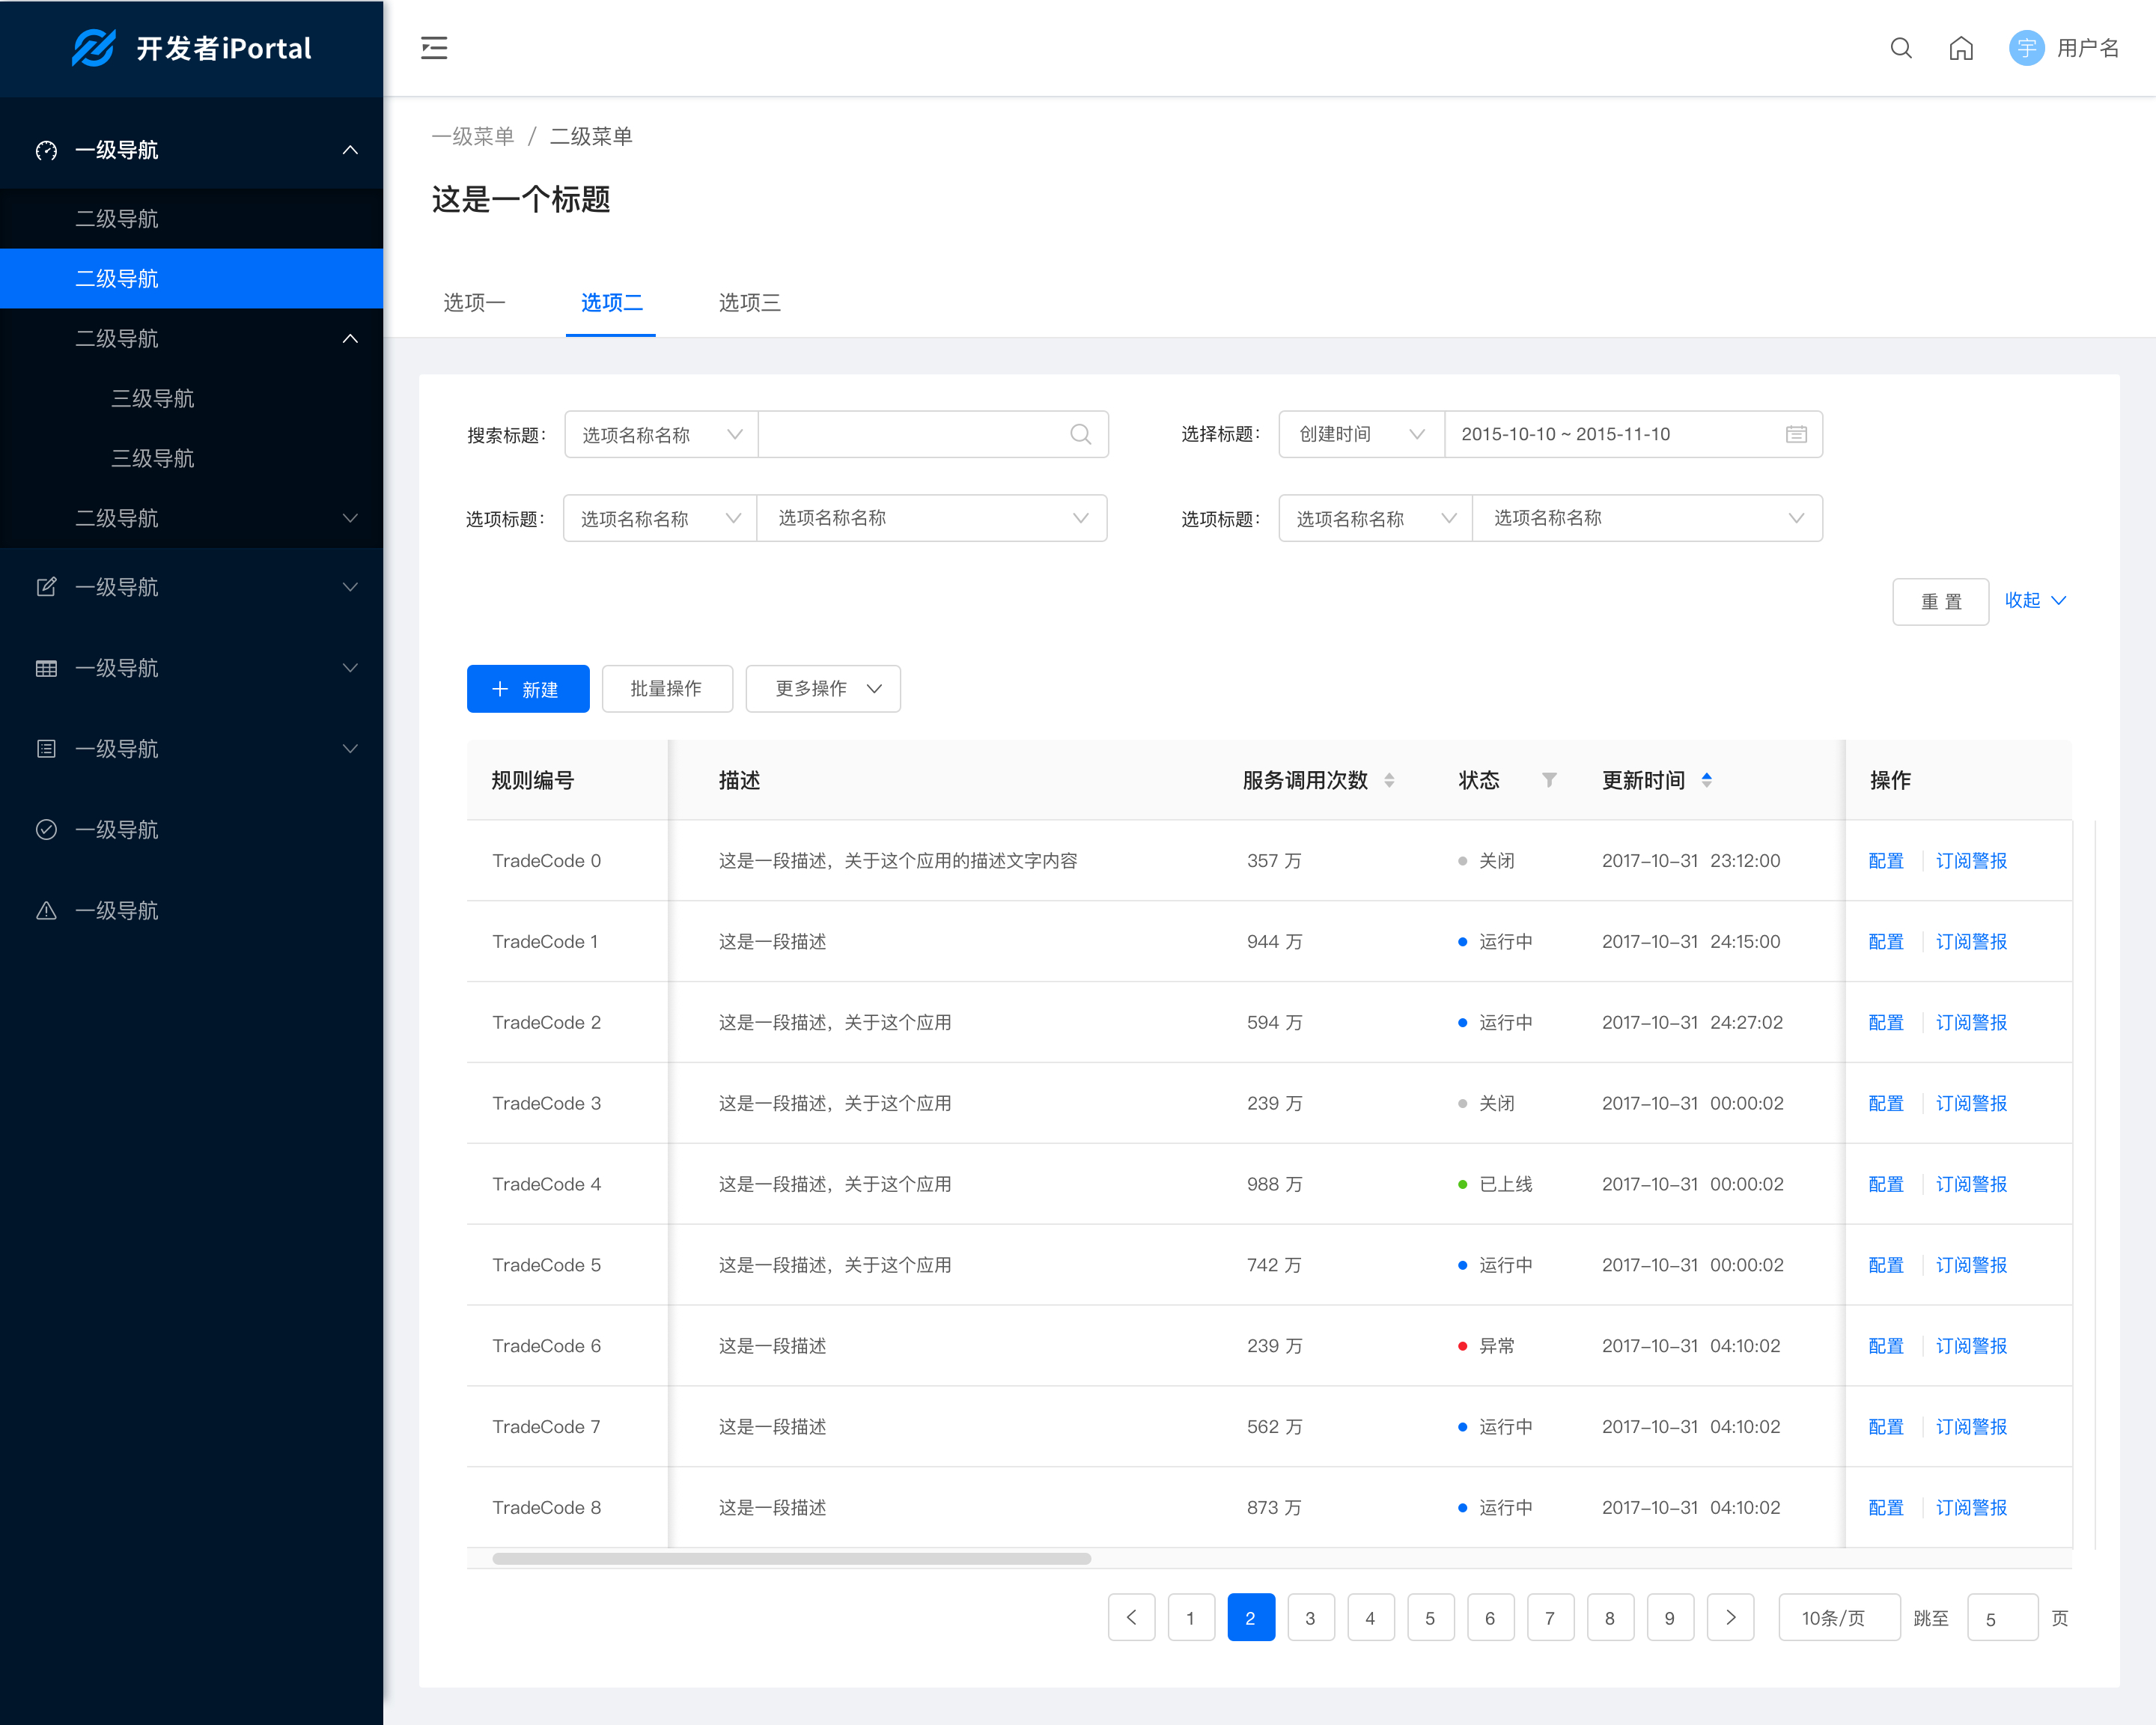 开发者iPortal
宇 用户名
一级导航
二级导航
二级导航
二级导航
三级导航
三级导航
二级导航
一级导航
一级导航
一级导航
一级导航
一级导航
一级菜单 / 二级菜单
这是一个标题
选项一 选项二 选项三
搜索标题： 选项名称名称 选择标题： 创建时间 2015-10-10 ~ 2015-11-10
选项标题： 选项名称名称 选项名称名称 选项标题： 选项名称名称 选项名称名称
重 置 收起
新建 批量操作 更多操作
规则编号 描述 服务调用次数 状态 更新时间 操作
TradeCode 0 这是一段描述，关于这个应用的描述文字内容 357 万 关闭 2017-10-31 23:12:00 配置 订阅警报
TradeCode 1 这是一段描述 944 万 运行中 2017-10-31 24:15:00 配置 订阅警报
TradeCode 2 这是一段描述，关于这个应用 594 万 运行中 2017-10-31 24:27:02 配置 订阅警报
TradeCode 3 这是一段描述，关于这个应用 239 万 关闭 2017-10-31 00:00:02 配置 订阅警报
TradeCode 4 这是一段描述，关于这个应用 988 万 已上线 2017-10-31 00:00:02 配置 订阅警报
TradeCode 5 这是一段描述，关于这个应用 742 万 运行中 2017-10-31 00:00:02 配置 订阅警报
TradeCode 6 这是一段描述 239 万 异常 2017-10-31 04:10:02 配置 订阅警报
TradeCode 7 这是一段描述 562 万 运行中 2017-10-31 04:10:02 配置 订阅警报
TradeCode 8 这是一段描述 873 万 运行中 2017-10-31 04:10:02 配置 订阅警报
1 2 3 4 5 6 7 8 9 10条/页 跳至 5 页